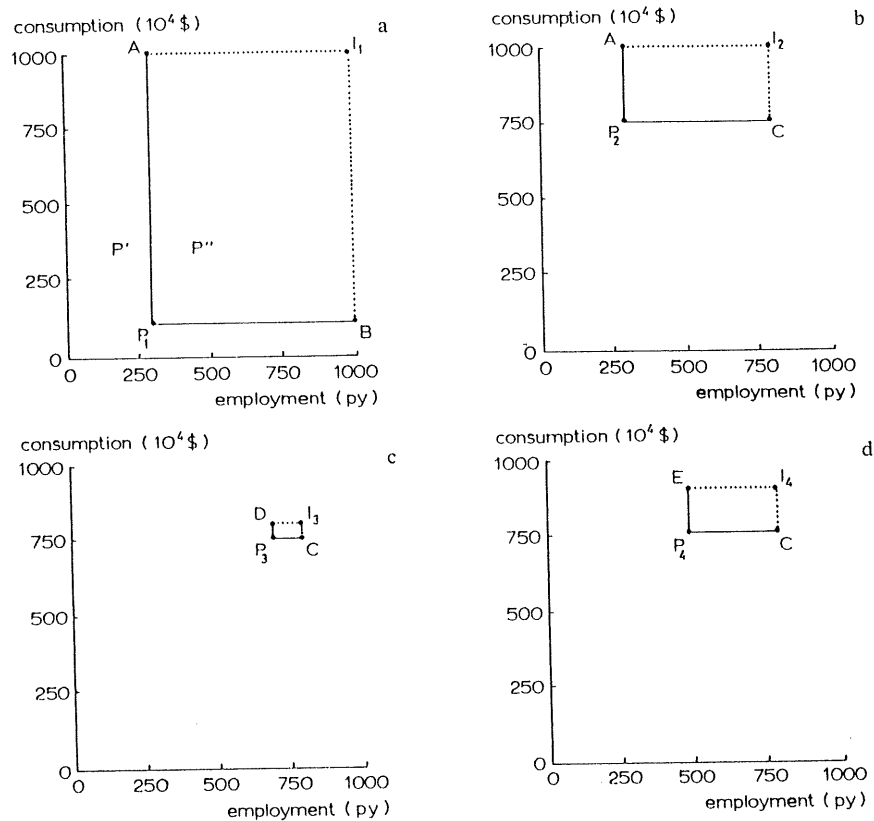 consumption (10⁴ $)
a
1000
750
500
250
0
A
I₁
P'
P''
P₁
B
0 250 500 750 1000
employment (py)
consumption (10⁴ $)
b
1000
750
500
250
0
A
I₂
P₂
C
0 250 500 750 1000
employment (py)
consumption (10⁴ $)
c
1000
750
500
250
0
D
I₃
P₃
C
0 250 500 750 1000
employment (py)
consumption (10⁴ $)
d
1000
750
500
250
0
E
I₄
P₄
C
0 250 500 750 1000
employment (py)